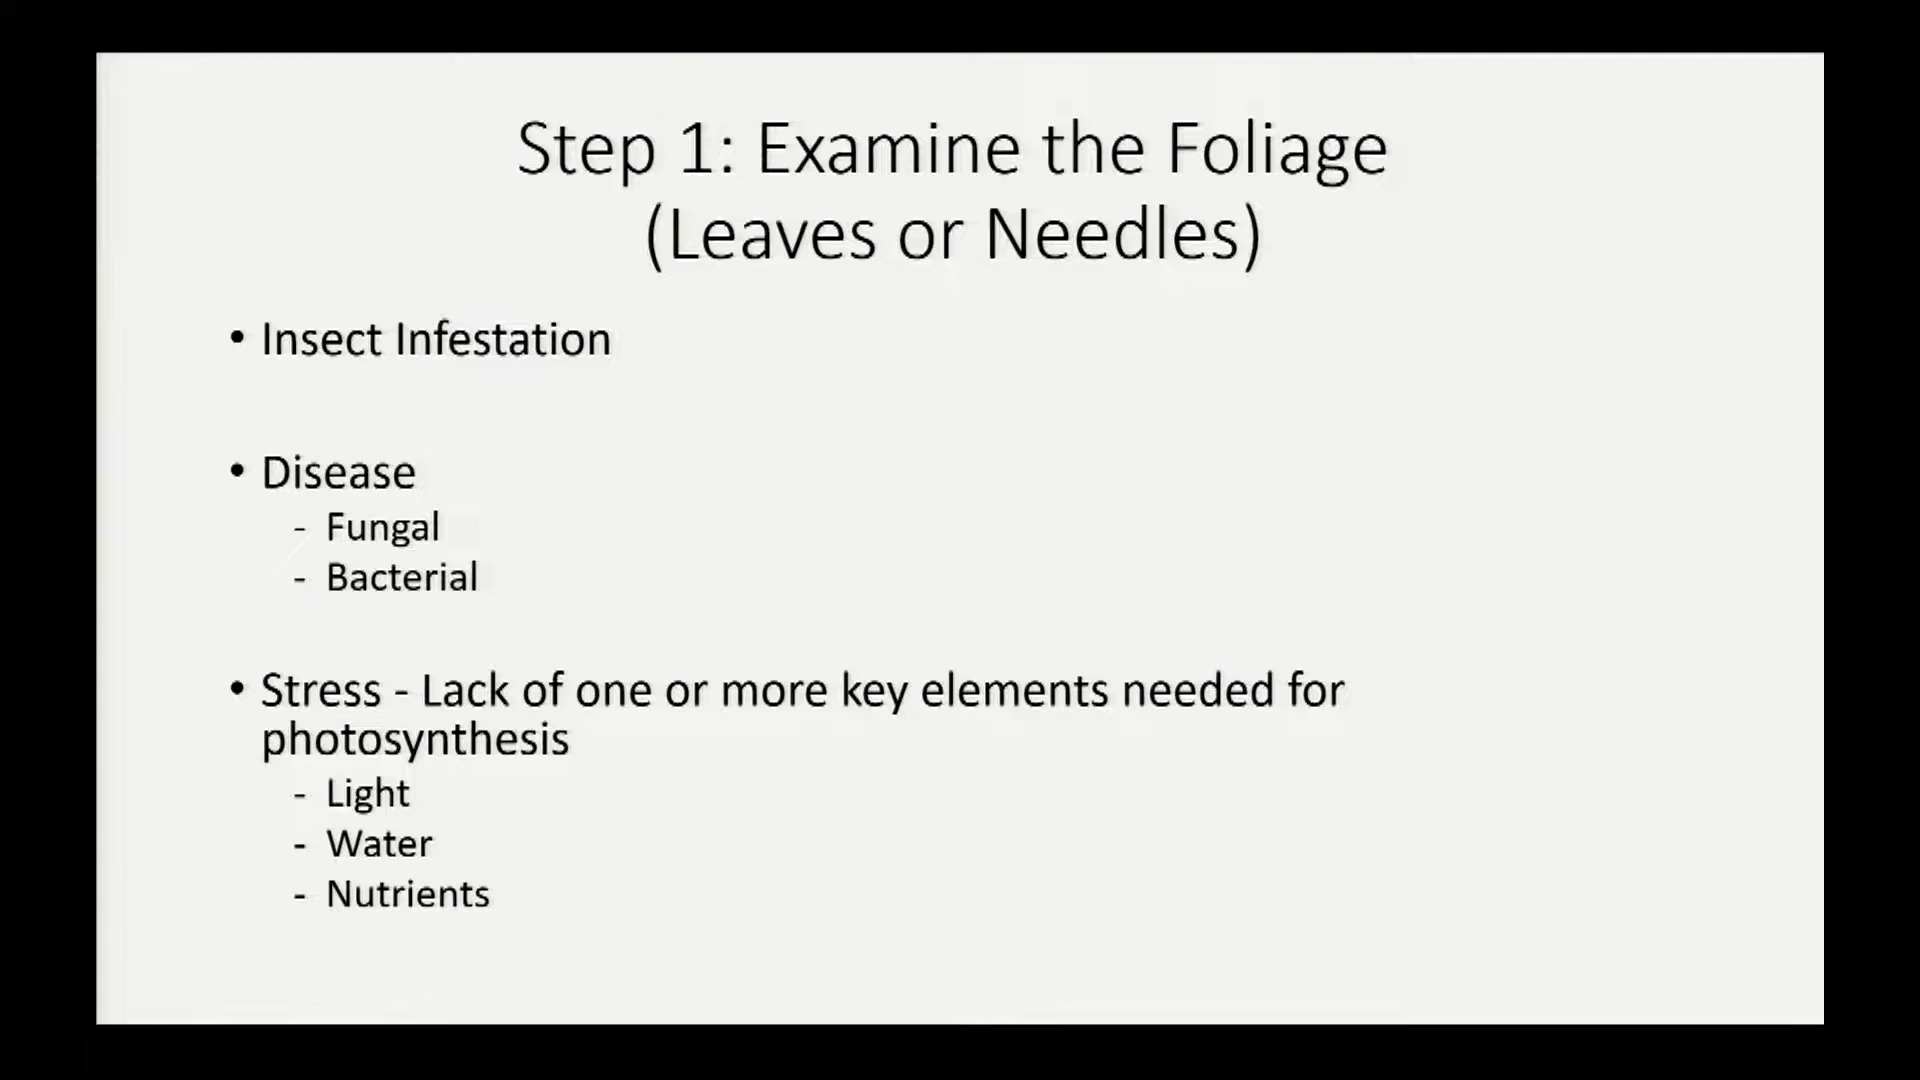 Step 1: Examine the Foliage
(Leaves or Needles)
• Insect Infestation
• Disease
- Fungal
- Bacterial
• Stress - Lack of one or more key elements needed for
photosynthesis
- Light
- Water
- Nutrients